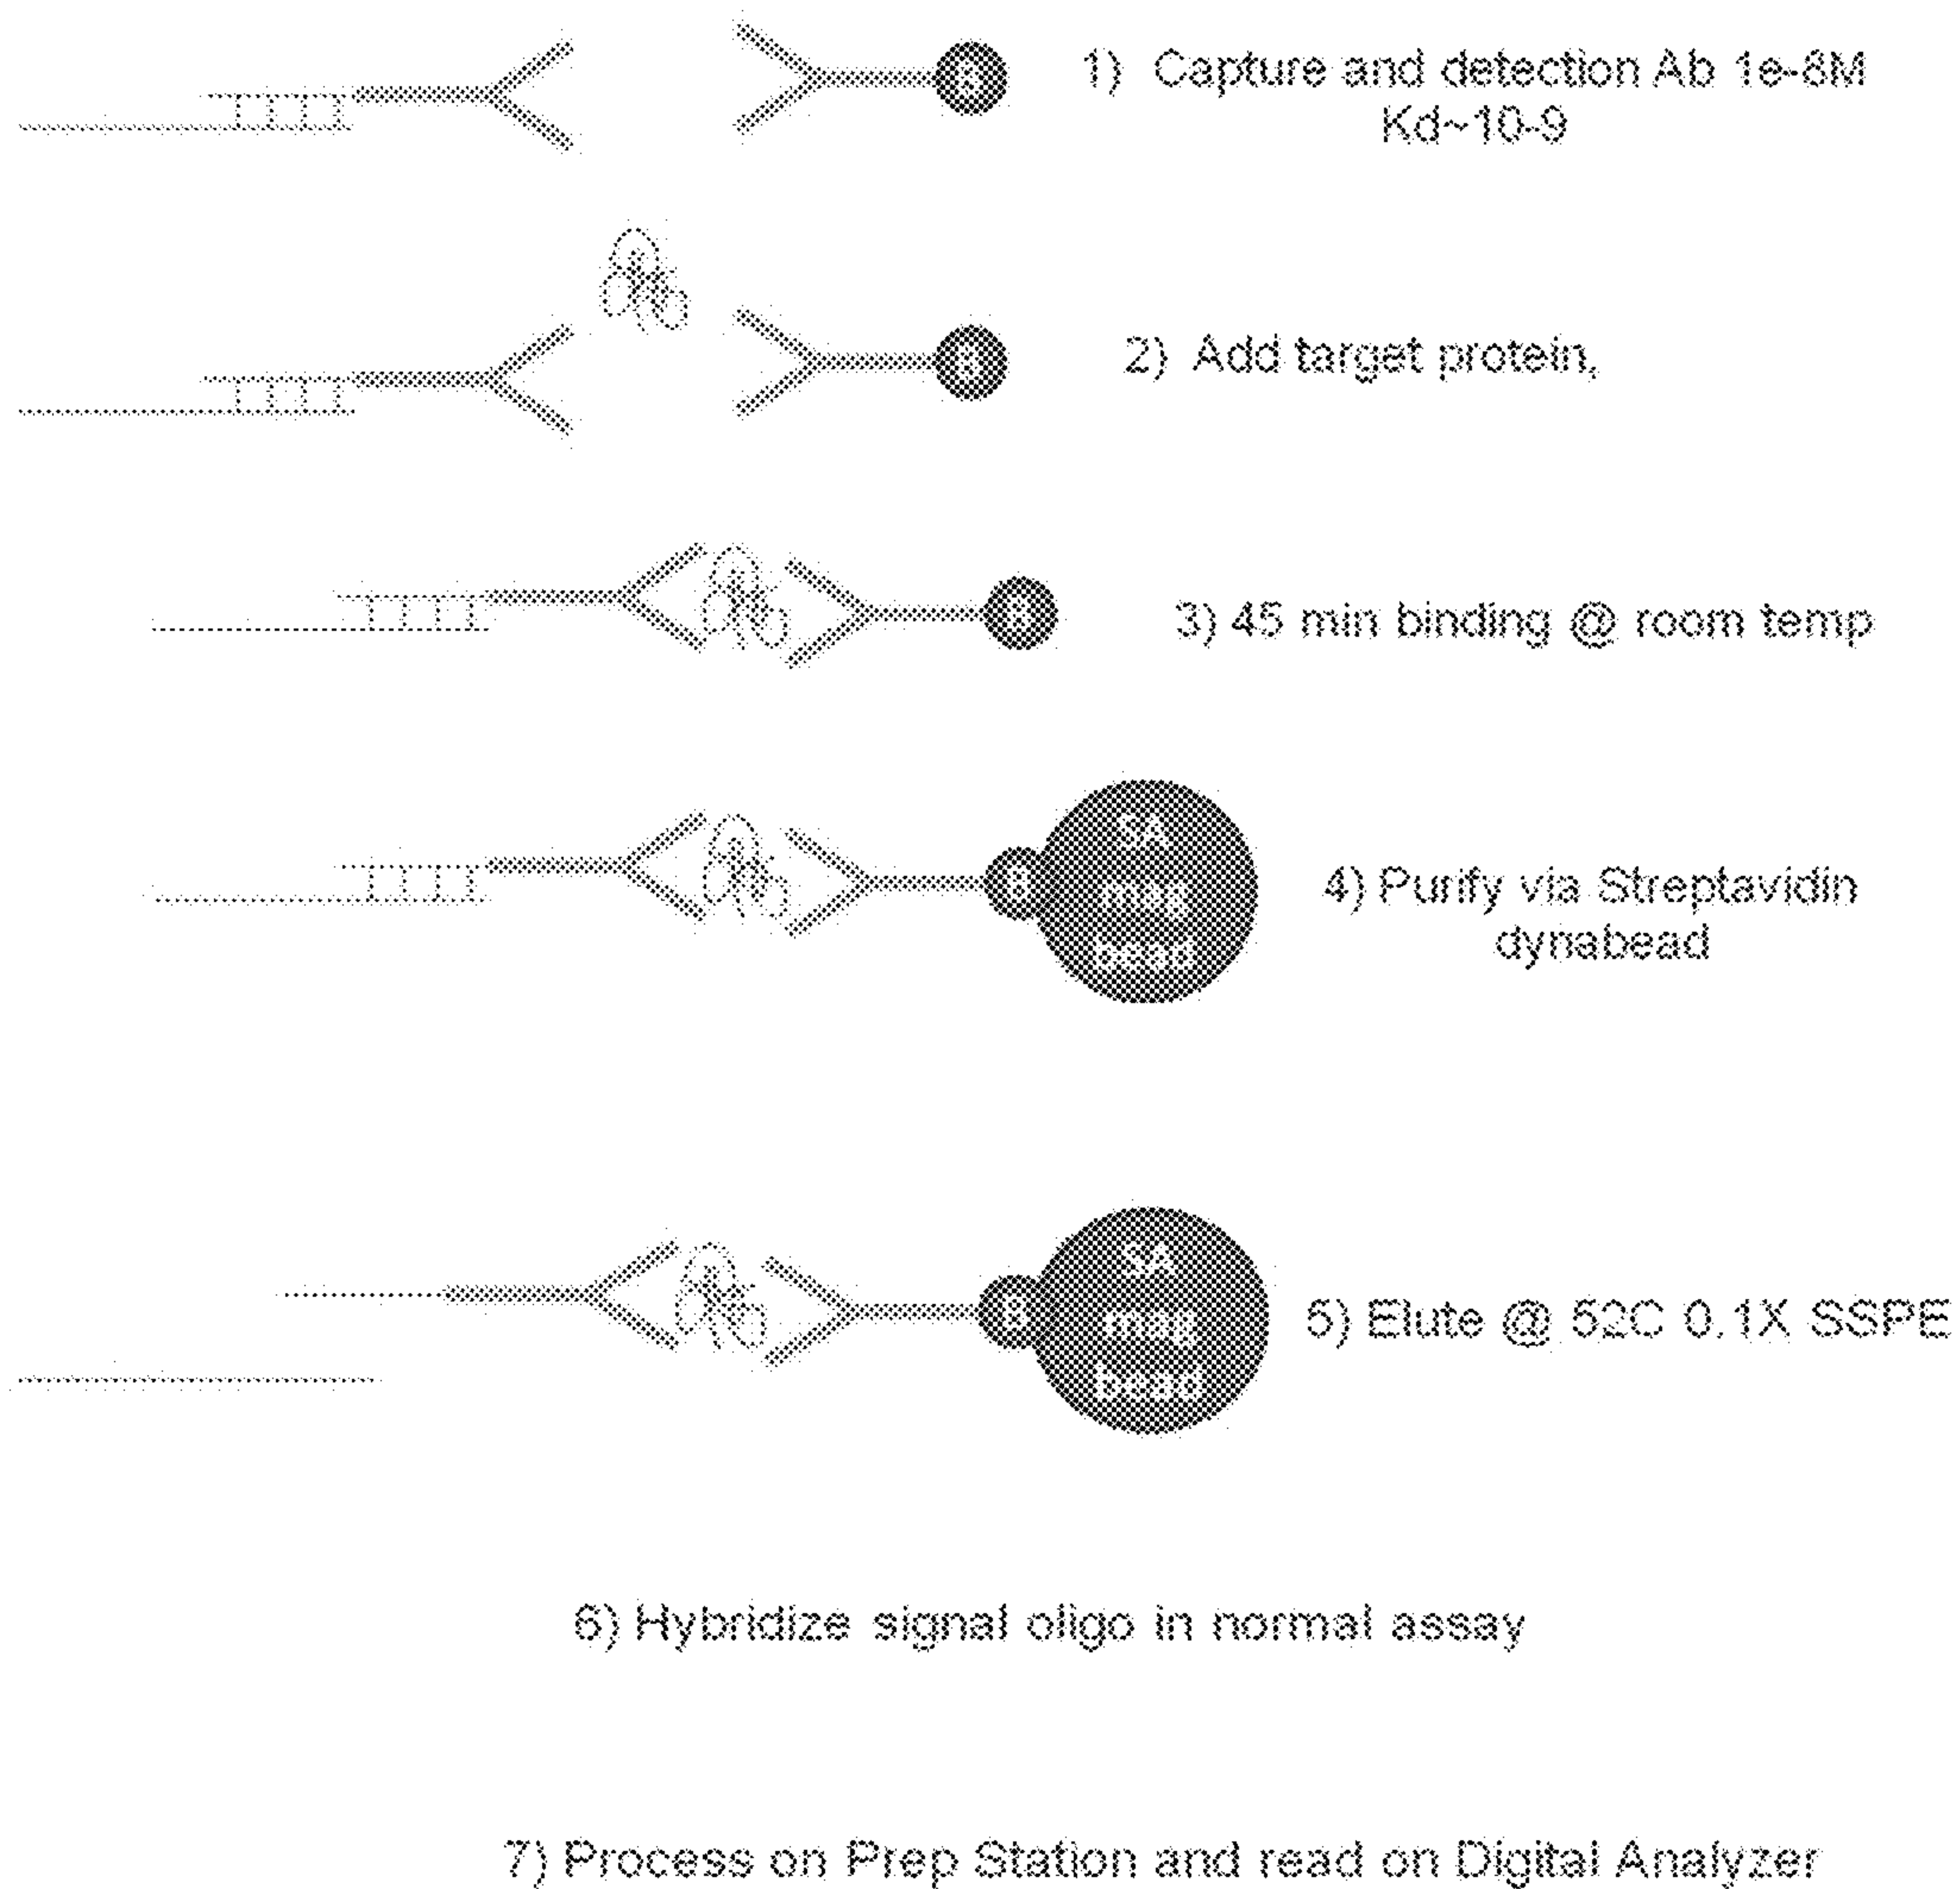 1) Capture and detection Ab 1e-8M
Kd~10-9
B
2) Add target protein,
B
3) 45 min binding @ room temp
B
SA
mag
bead
B
4) Purify via Streptavidin
dynabead
SA
mag
bead
B
5) Elute @ 52C 0.1X SSPE
6) Hybridize signal oligo in normal assay
7) Process on Prep Station and read on Digital Analyzer